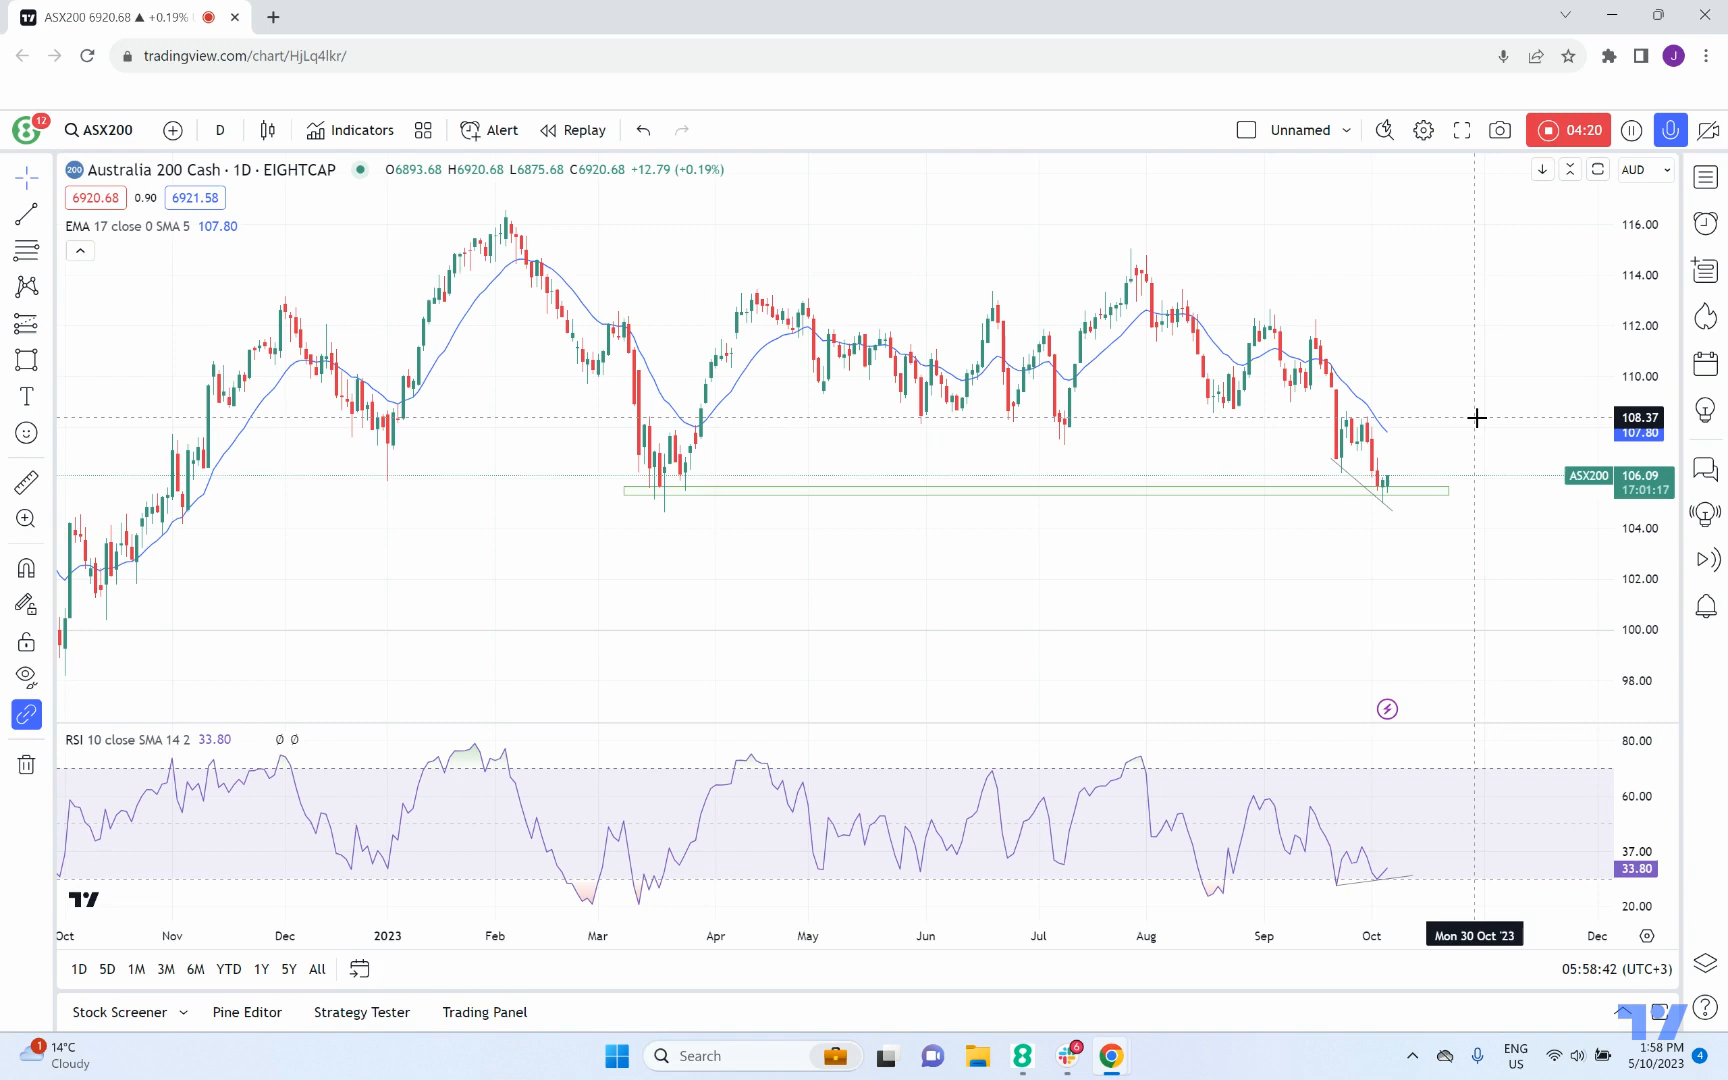 ASX200 6920.68 ▲ +0.19%
tradingview.com/chart/HjLq4lkr/
J
12
ASX200
D
Indicators
Alert
Replay
Unnamed
04:20
200 Australia 200 Cash · 1D · EIGHTCAP
O6893.68 H6920.68 L6875.68 C6920.68 +12.79 (+0.19%)
AUD
6920.68 0.90 6921.58
EMA 17 close 0 SMA 5 107.80
116.00
114.00
112.00
110.00
108.37
107.80
ASX200 106.09
17:01:17
104.00
102.00
100.00
98.00
RSI 10 close SMA 14 2 33.80 Ø Ø
80.00
60.00
37.00
33.80
20.00
Oct Nov Dec 2023 Feb Mar Apr May Jun Jul Aug Sep Oct Mon 30 Oct '23 Dec
1D 5D 1M 3M 6M YTD 1Y 5Y All
05:58:42 (UTC+3)
Stock Screener Pine Editor Strategy Tester Trading Panel
1
14°C
Cloudy
Search
6
ENG
US
1:58 PM
5/10/2023
4